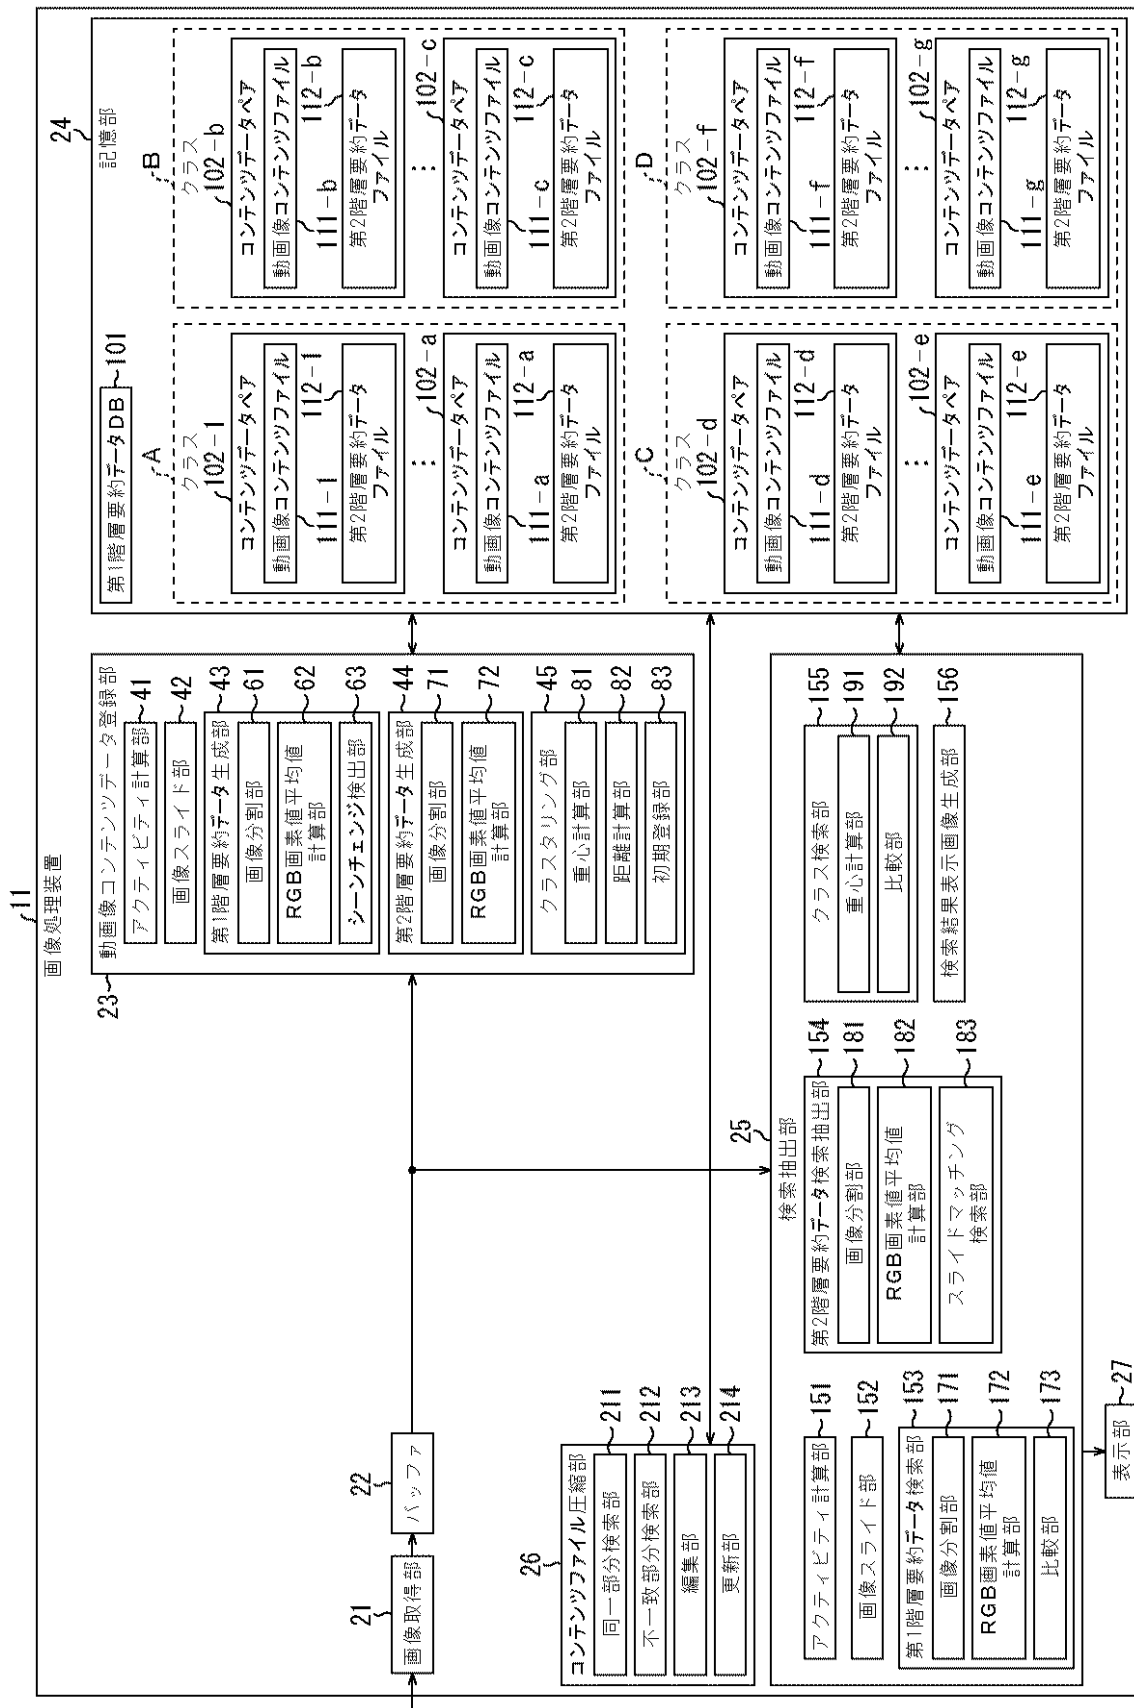 11
画像処理装置
21
画像取得部
22
バッファ
23
動画像コンテンツデータ登録部
アクティビティ計算部
41
画像スライド部
42
第1階層要約データ生成部
43
画像分割部
61
RGB画素値平均値
計算部
62
シーンチェンジ検出部
63
第2階層要約データ生成部
44
画像分割部
71
RGB画素値平均値
計算部
72
クラスタリング部
45
重心計算部
81
距離計算部
82
初期登録部
83
24
記憶部
第1階層要約データDB
101
A
クラス
102-1
コンテンツデータペア
動画像コンテンツファイル
111-1
112-1
第2階層要約データ
ファイル
⋮
コンテンツデータペア
102-a
動画像コンテンツファイル
111-a
112-a
第2階層要約データ
ファイル
B
クラス
102-b
コンテンツデータペア
動画像コンテンツファイル
111-b
112-b
第2階層要約データ
ファイル
⋮
コンテンツデータペア
102-c
動画像コンテンツファイル
111-c
112-c
第2階層要約データ
ファイル
C
クラス
102-d
コンテンツデータペア
動画像コンテンツファイル
111-d
112-d
第2階層要約データ
ファイル
⋮
コンテンツデータペア
102-e
動画像コンテンツファイル
111-e
112-e
第2階層要約データ
ファイル
D
クラス
102-f
コンテンツデータペア
動画像コンテンツファイル
111-f
112-f
第2階層要約データ
ファイル
⋮
コンテンツデータペア
102-g
動画像コンテンツファイル
111-g
112-g
第2階層要約データ
ファイル
26
コンテンツファイル圧縮部
同一部分検索部
211
不一致部分検索部
212
編集部
213
更新部
214
25
検索抽出部
アクティビティ計算部
151
画像スライド部
152
第1階層要約データ検索部
153
画像分割部
171
RGB画素値平均値
計算部
172
比較部
173
第2階層要約データ検索抽出部
154
画像分割部
181
RGB画素値平均値
計算部
182
スライドマッチング
検索部
183
クラス検索部
155
重心計算部
191
比較部
192
検索結果表示画像生成部
156
表示部
27